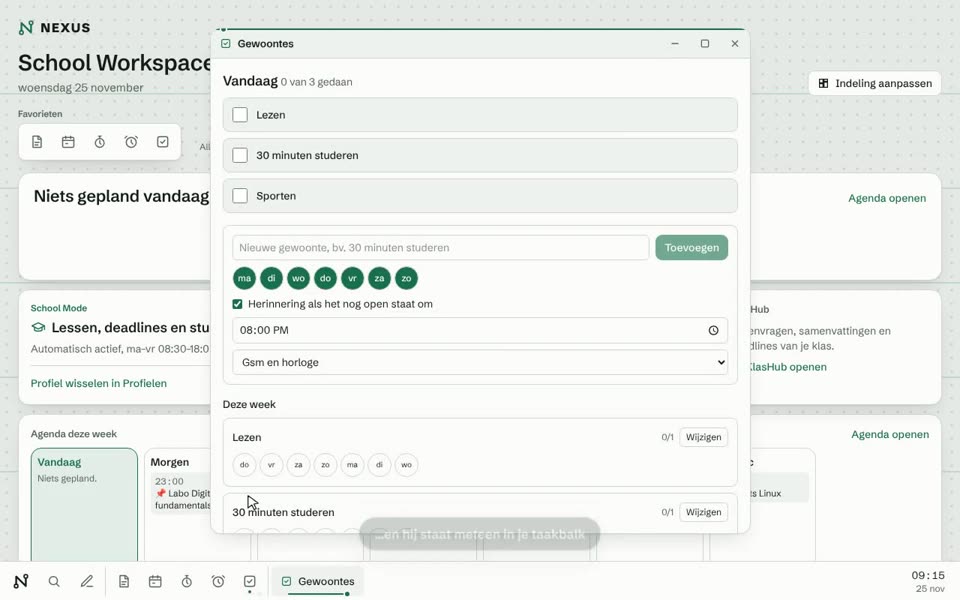 NEXUS
School Workspace
woensdag 25 november
Indeling aanpassen
Favorieten
Niets gepland vandaag
Agenda openen
School Mode
Lessen, deadlines en stu
Automatisch actief, ma-vr 08:30-18:0
Profiel wisselen in Profielen
Hub
envragen, samenvattingen en
dlines van je klas.
KlasHub openen
Agenda deze week
Agenda openen
Vandaag
Niets gepland.
Morgen
23:00
📌 Labo Digit
fundamentals
s Linux
Gewoontes
Vandaag 0 van 3 gedaan
Lezen
30 minuten studeren
Sporten
Nieuwe gewoonte, bv. 30 minuten studeren
Toevoegen
ma di wo do vr za zo
Herinnering als het nog open staat om
08:00 PM
Gsm en horloge
Deze week
Lezen
0/1 Wijzigen
do vr za zo ma di wo
30 minuten studeren
0/1 Wijzigen
...en hij staat meteen in je taakbalk
Gewoontes
09:15
25 nov